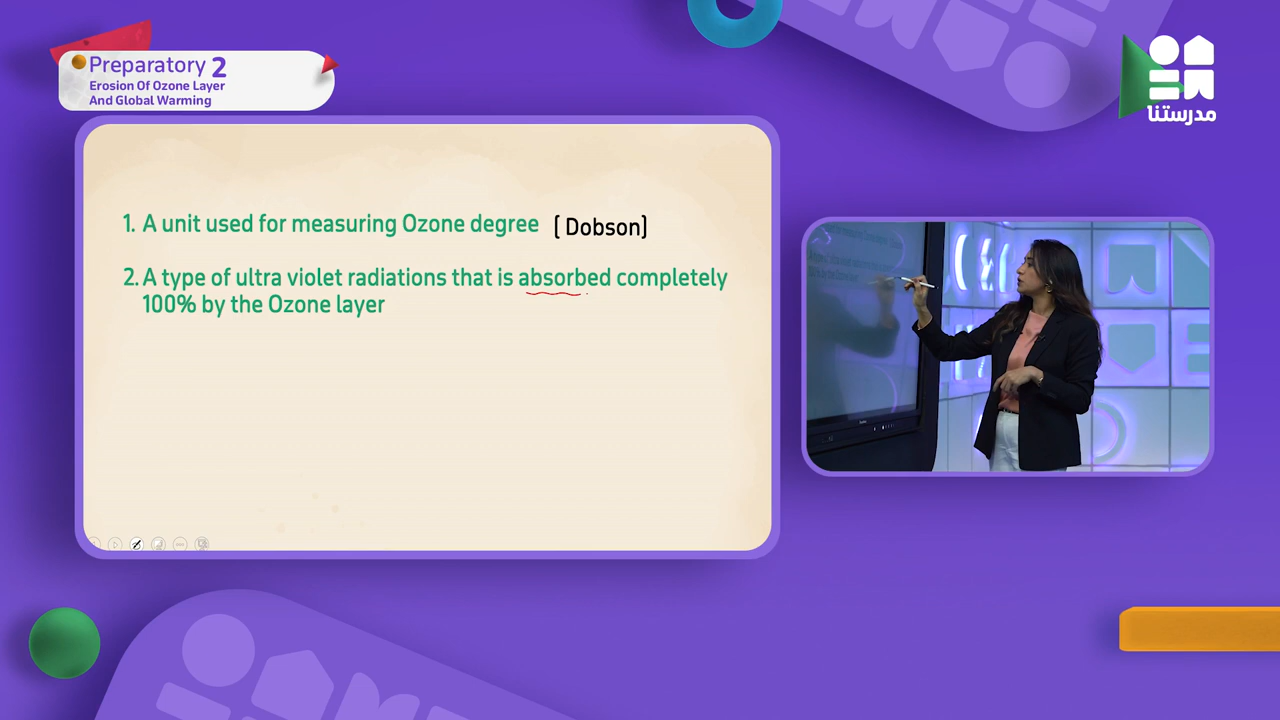 Preparatory 2
Erosion Of Ozone Layer
And Global Warming
مدرستنا
1. A unit used for measuring Ozone degree [ Dobson]
2. A type of ultra violet radiations that is absorbed completely
100% by the Ozone layer